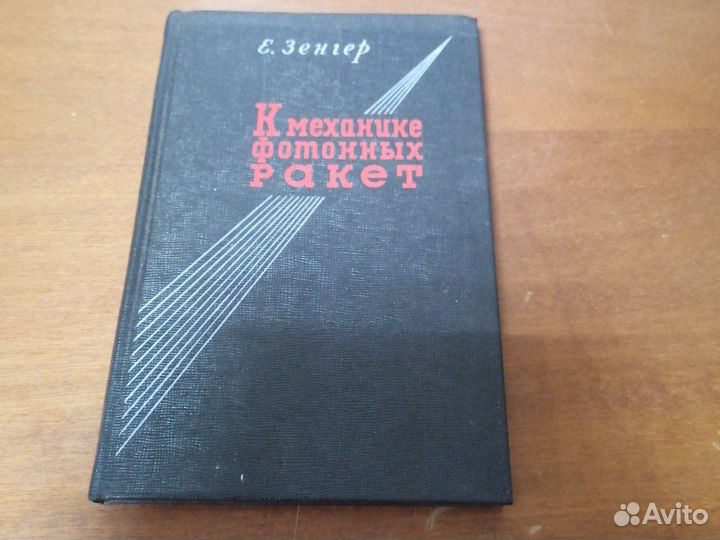 Е. Зенгер
К механике
фотонных
ракет
Avito